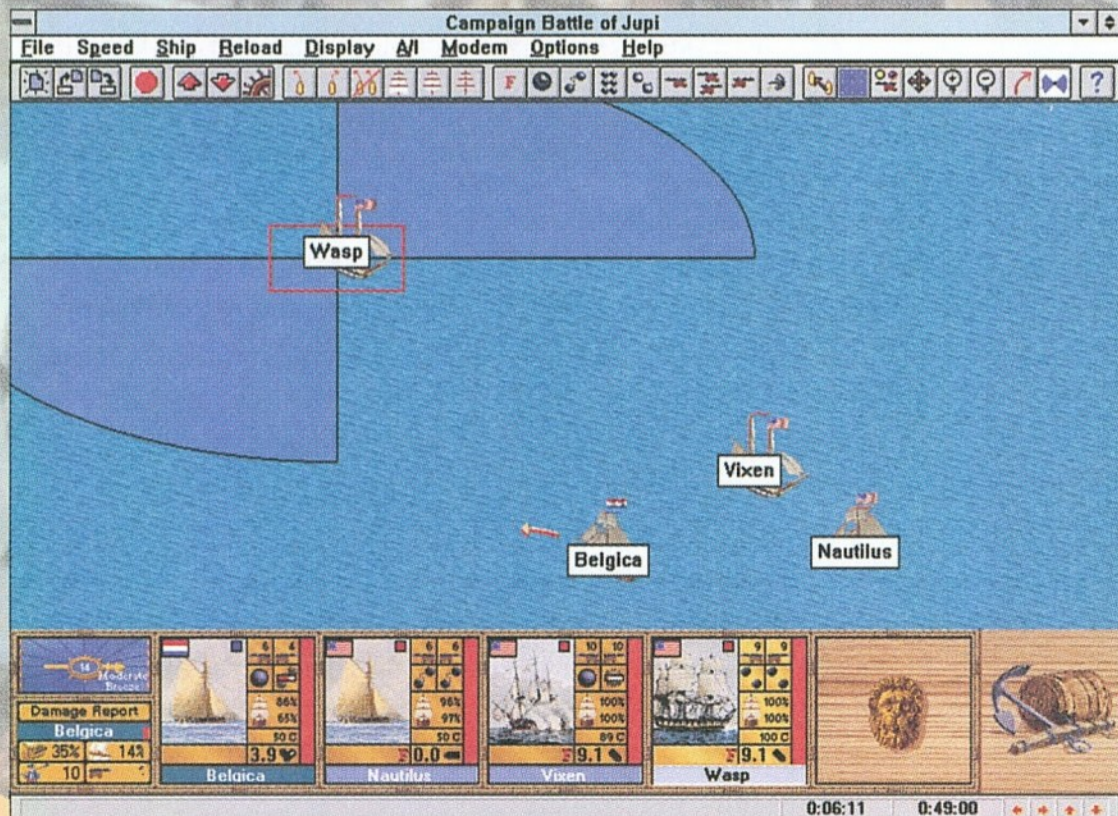 Campaign Battle of Jupi
File Speed Ship Reload Display A/I Modem Options Help
F ?
Wasp
Vixen
Belgica
Nautilus
14
Moderate Breeze
Damage Report
Belgica
35% 14%
10
6 4
86%
65%
50 C
3.9
Belgica
6 6
96%
97%
50 C
F 0.0
Nautilus
10 10
100%
100%
89 C
F 9.1
Vixen
9 9
100%
100%
100 C
F 9.1
Wasp
0:06:11 0:49:00